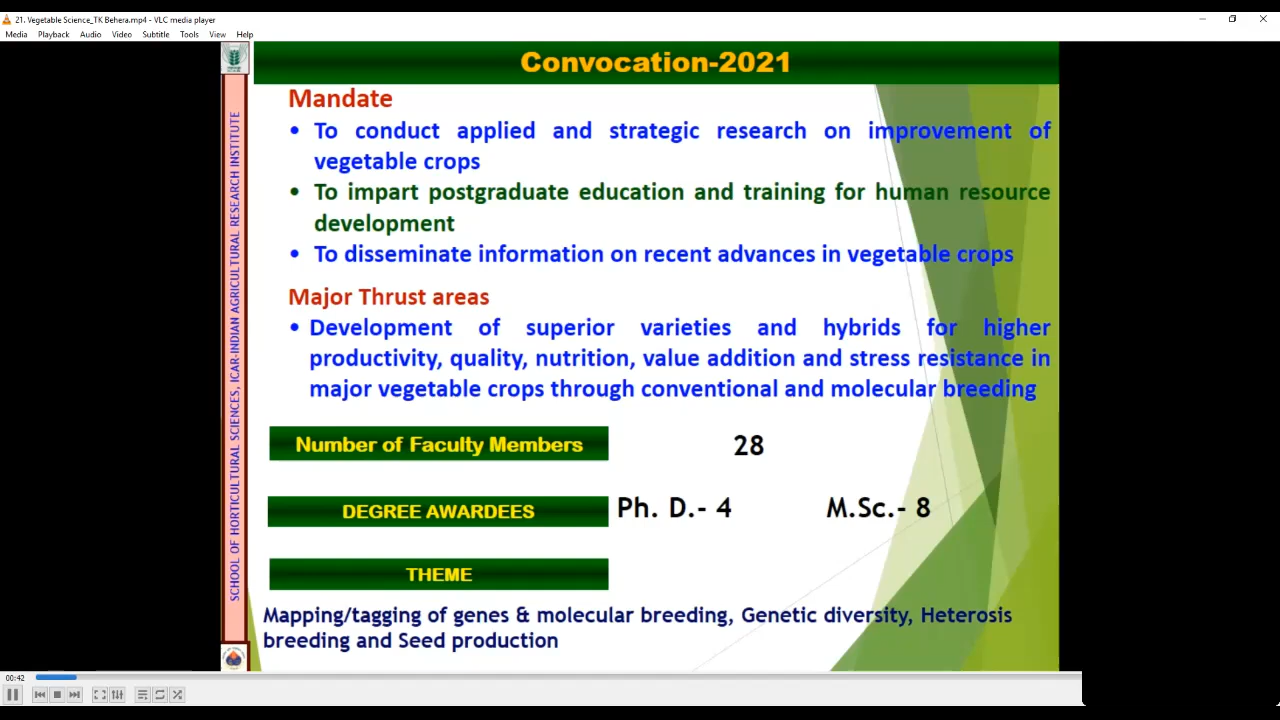 21. Vegetable Science_TK Behera.mp4 - VLC media player
Media Playback Audio Video Subtitle Tools View Help
Convocation-2021
SCHOOL OF HORTICULTURAL SCIENCES, ICAR-INDIAN AGRICULTURAL RESEARCH INSTITUTE
Mandate
• To conduct applied and strategic research on improvement of
vegetable crops
• To impart postgraduate education and training for human resource
development
• To disseminate information on recent advances in vegetable crops
Major Thrust areas
• Development of superior varieties and hybrids for higher
productivity, quality, nutrition, value addition and stress resistance in
major vegetable crops through conventional and molecular breeding
Number of Faculty Members 28
DEGREE AWARDEES Ph. D.- 4 M.Sc.- 8
THEME
Mapping/tagging of genes & molecular breeding, Genetic diversity, Heterosis
breeding and Seed production
00:42